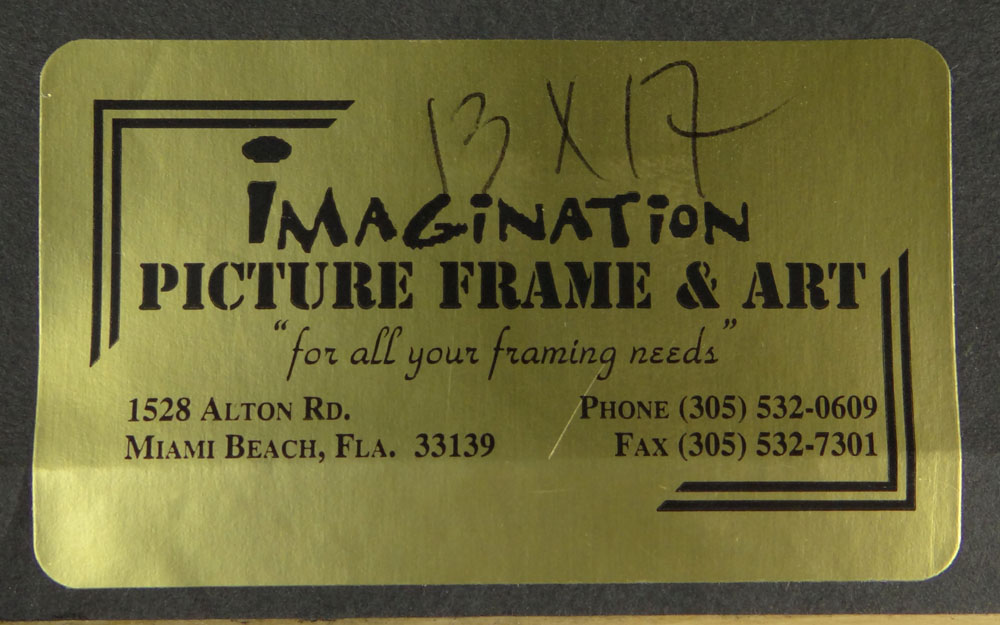 13 X 17
iMAGiNATiON
PICTURE FRAME & ART
"for all your framing needs"
1528 ALTON RD. PHONE (305) 532-0609
MIAMI BEACH, FLA. 33139 FAX (305) 532-7301